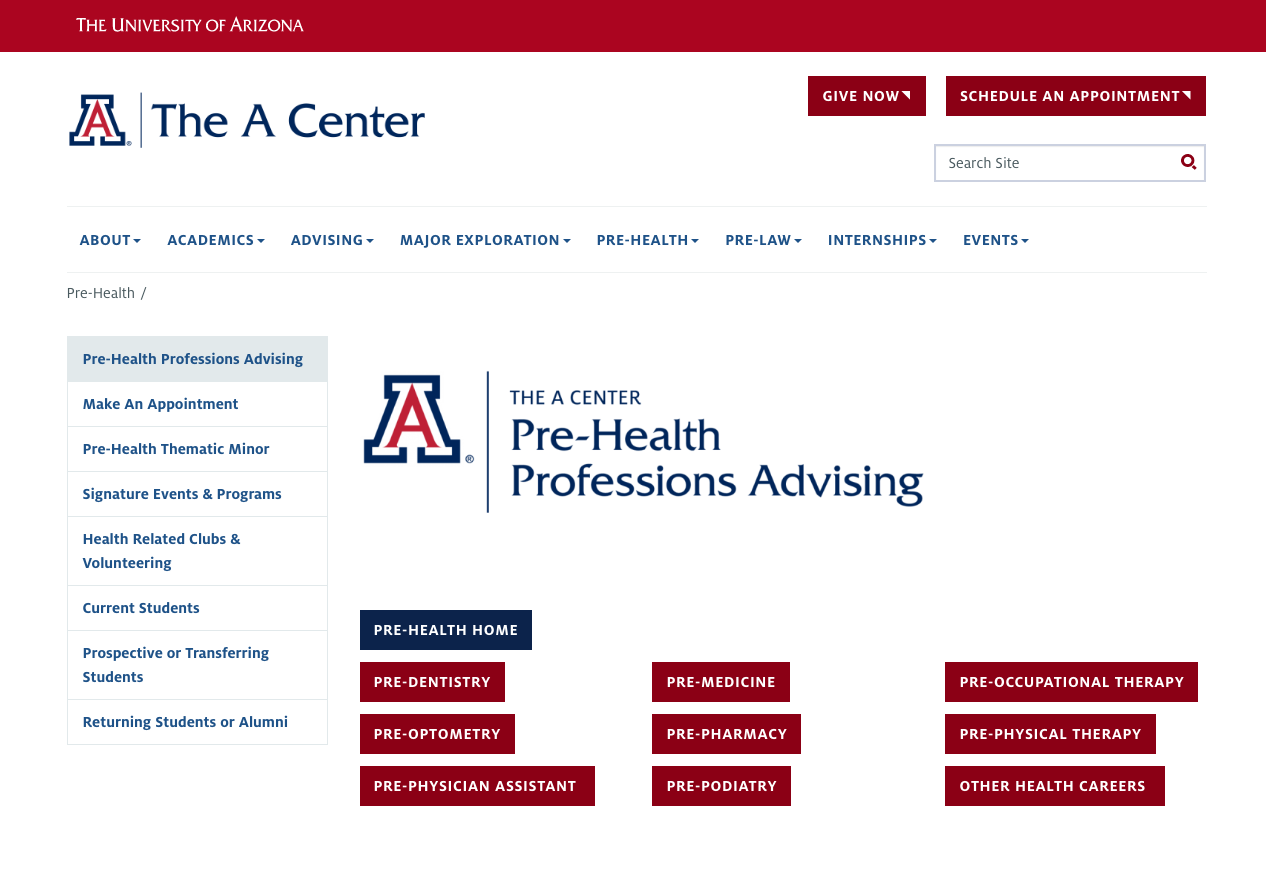 THE UNIVERSITY OF ARIZONA
A® The A Center
GIVE NOW
SCHEDULE AN APPOINTMENT
Search Site
ABOUT ACADEMICS ADVISING MAJOR EXPLORATION PRE-HEALTH PRE-LAW INTERNSHIPS EVENTS
Pre-Health /
Pre-Health Professions Advising
Make An Appointment
Pre-Health Thematic Minor
Signature Events & Programs
Health Related Clubs &
Volunteering
Current Students
Prospective or Transferring
Students
Returning Students or Alumni
A®
THE A CENTER
Pre-Health
Professions Advising
PRE-HEALTH HOME
PRE-DENTISTRY PRE-MEDICINE PRE-OCCUPATIONAL THERAPY
PRE-OPTOMETRY PRE-PHARMACY PRE-PHYSICAL THERAPY
PRE-PHYSICIAN ASSISTANT PRE-PODIATRY OTHER HEALTH CAREERS